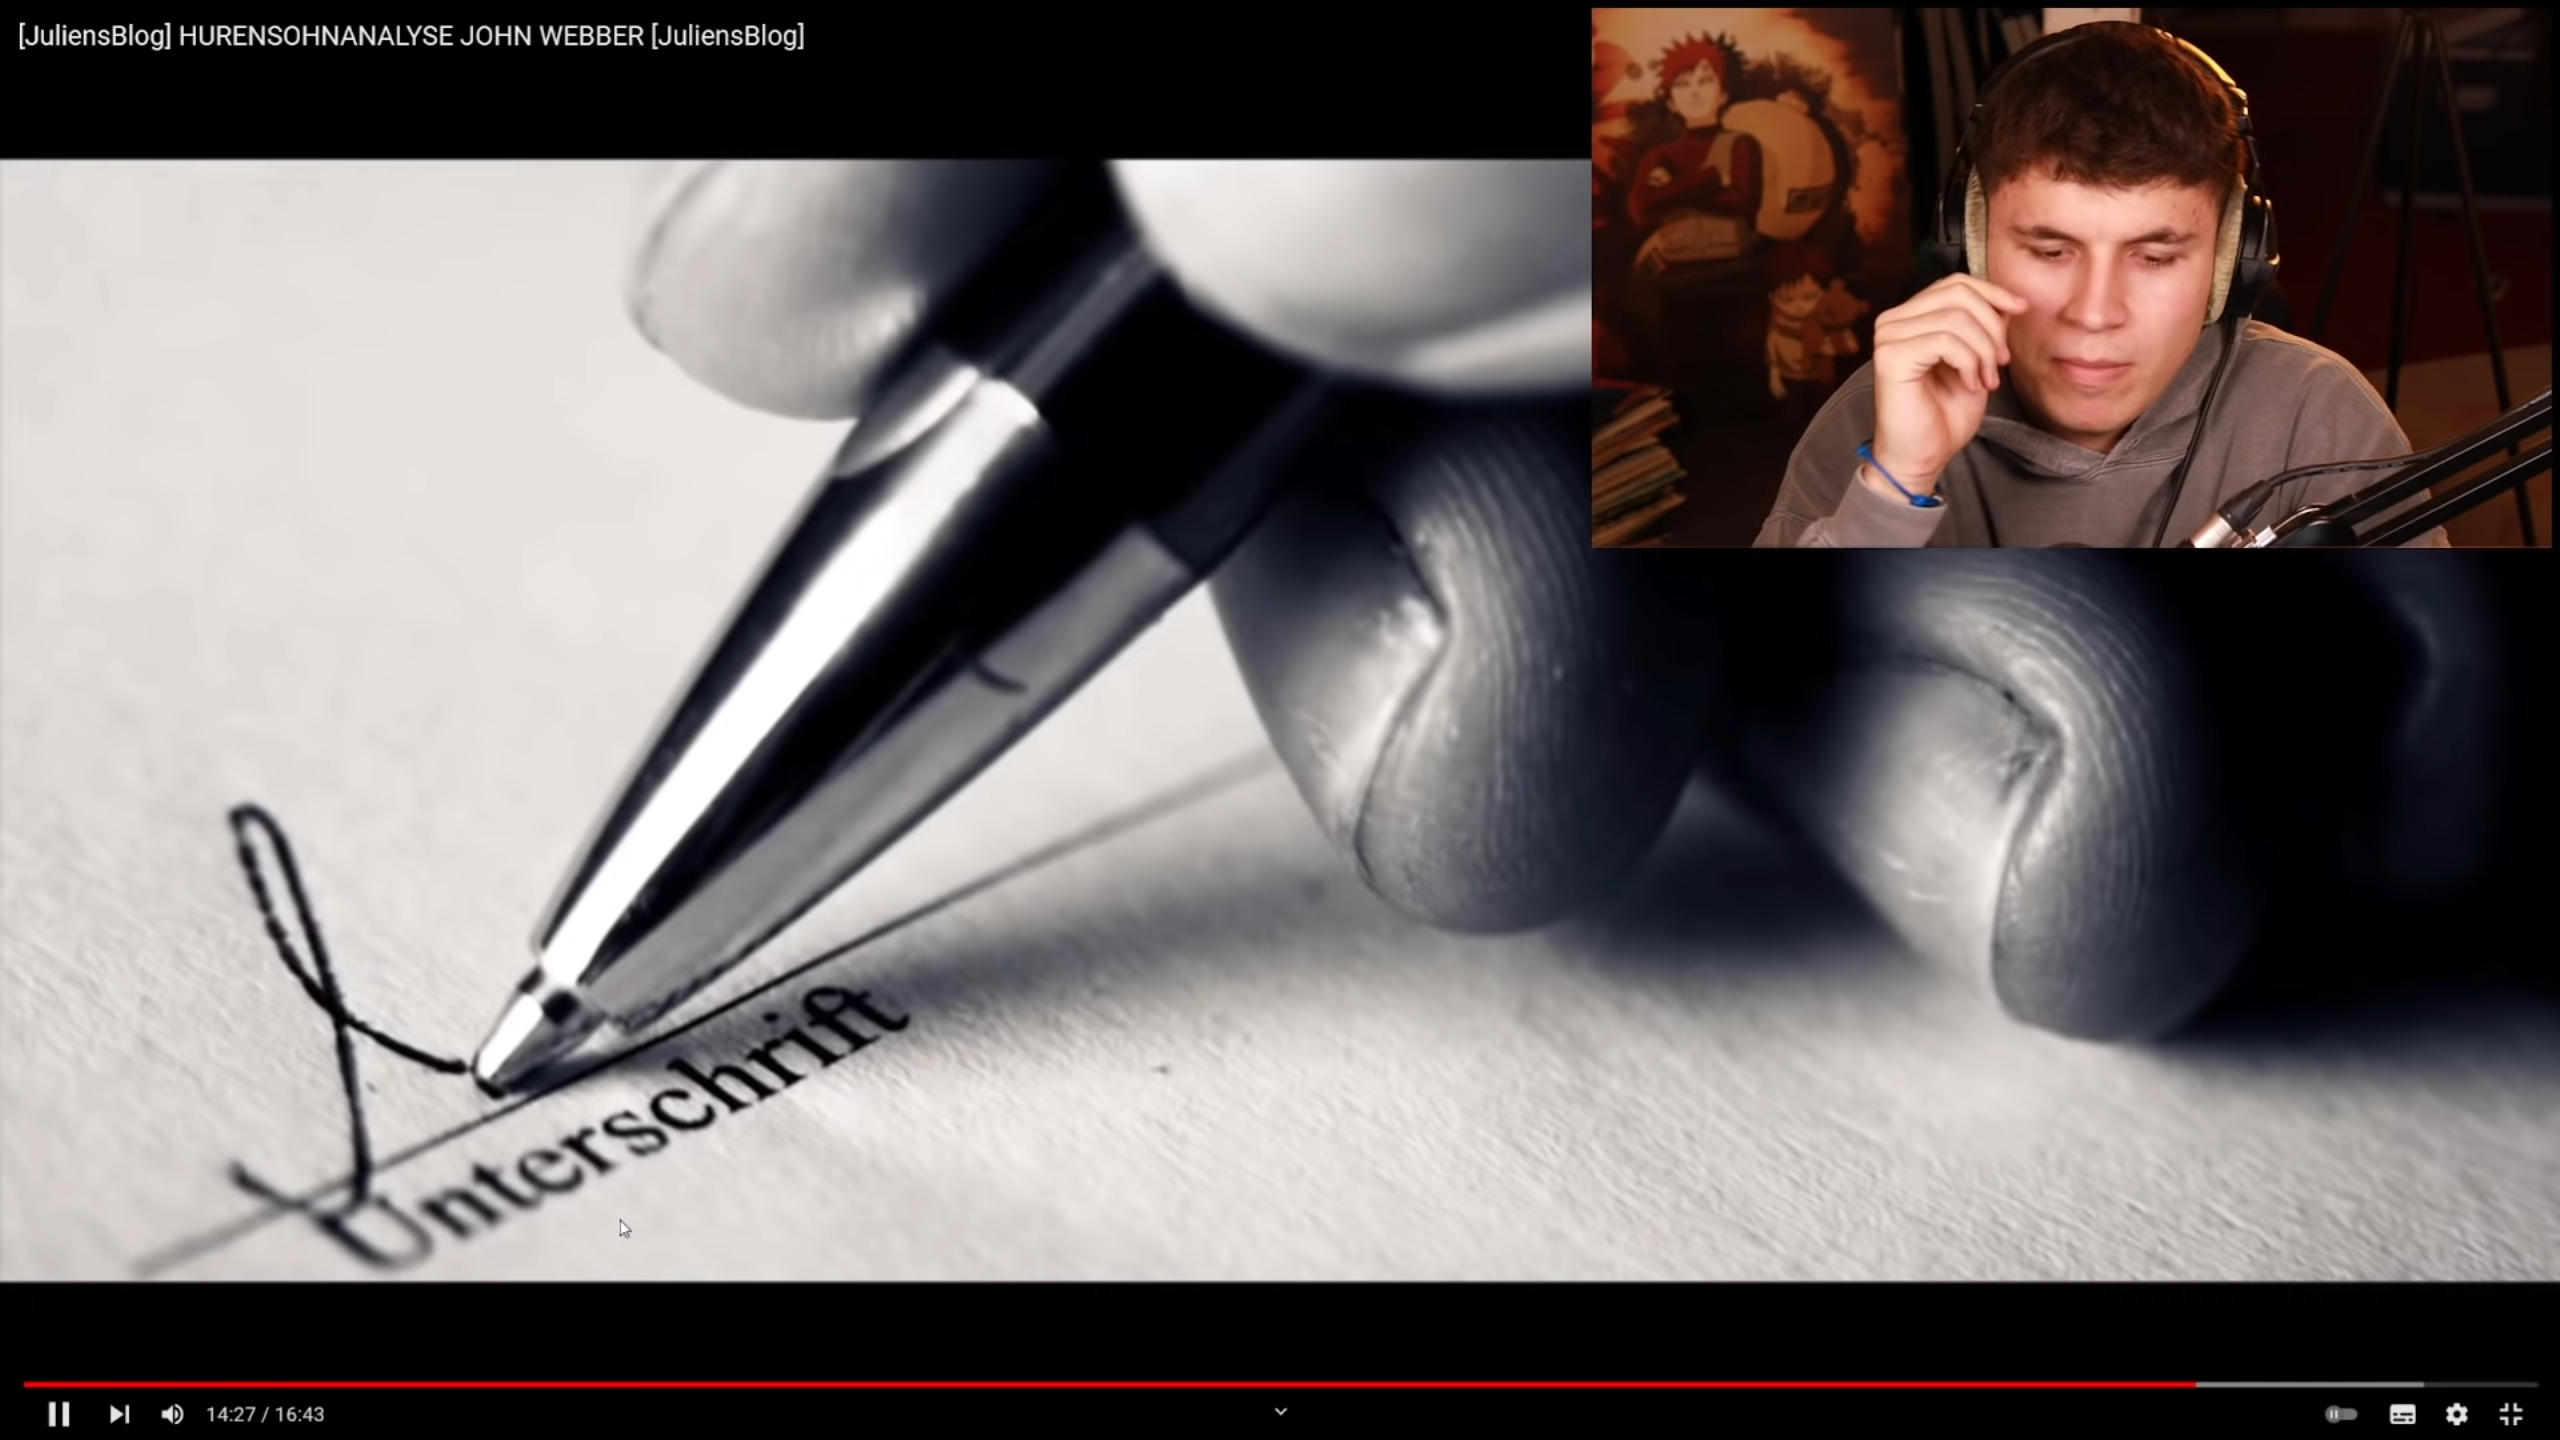 [JuliensBlog] HURENSOHNANALYSE JOHN WEBBER [JuliensBlog]
Unterschrift
14:27 / 16:43